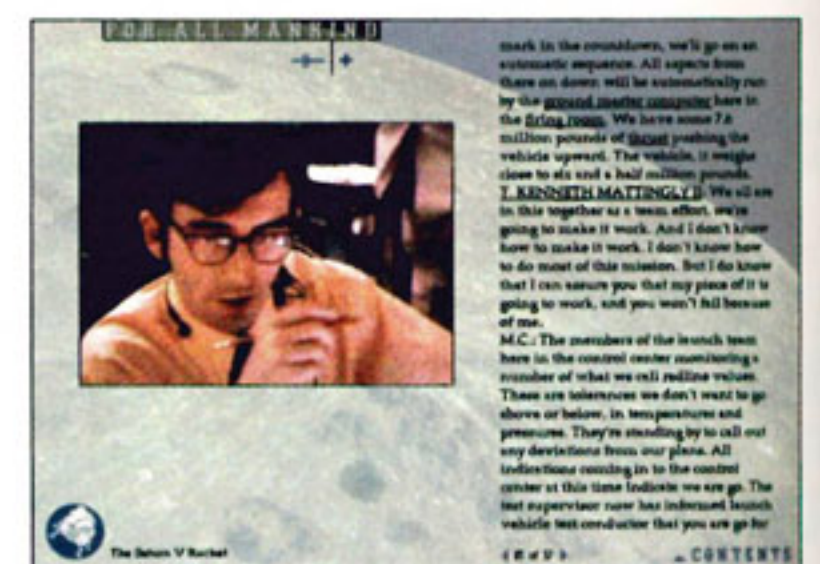 FOR ALL MANKIND
mark in the countdown, we'll go on an
automatic sequence. All aspects from
there on down will be automatically run
by the ground master computer here in
the firing room. We have some 7.6
million pounds of thrust pushing the
vehicle upward. The vehicle, it weighs
close to six and a half million pounds.
T. KENNETH MATTINGLY II: We all are
in this together as a team effort, we're
going to make it work. And I don't know
how to make it work. I don't know how
to do most of this mission. But I do know
that I can assure you that my piece of it is
going to work, and you won't fail because
of me.
M.C.: The members of the launch team
here in the control center monitoring a
number of what we call redline values.
These are tolerances we don't want to go
above or below, in temperatures and
pressures. They're standing by to call out
any deviations from our plans. All
indications coming in to the control
center at this time indicate we are go. The
test supervisor now has informed launch
vehicle test conductor that you are go for
The Saturn V Rocket
CONTENTS